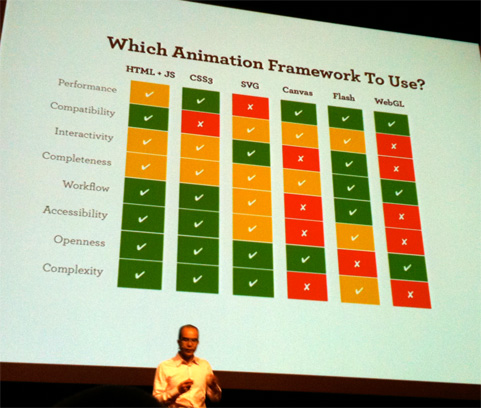 Which Animation Framework To Use?
HTML + JS CSS3 SVG Canvas Flash WebGL
Performance ✓ ✓ ✗ ✓ ✓ ✓
Compatibility ✓ ✗ ✓ ✓ ✓ ✗
Interactivity ✓ ✓ ✓ ✗ ✓ ✗
Completeness ✓ ✓ ✓ ✓ ✓ ✓
Workflow ✓ ✓ ✓ ✗ ✓ ✗
Accessibility ✓ ✓ ✓ ✗ ✓ ✗
Openness ✓ ✓ ✓ ✓ ✗ ✓
Complexity ✓ ✓ ✓ ✗ ✓ ✗